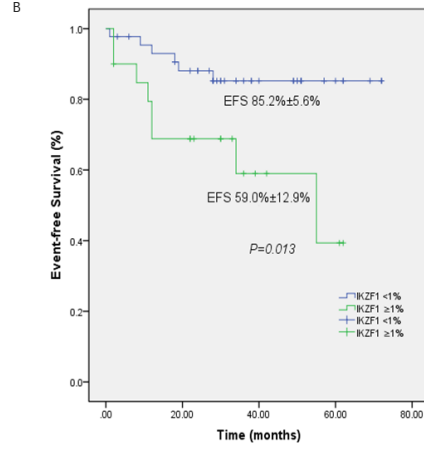 B
Event-free Survival (%)
1.0
0.8
0.6
0.4
0.2
0.0
EFS 85.2%±5.6%
EFS 59.0%±12.9%
P=0.013
IKZF1 <1%
IKZF1 ≥1%
IKZF1 <1%
IKZF1 ≥1%
.00 20.00 40.00 60.00 80.00
Time (months)